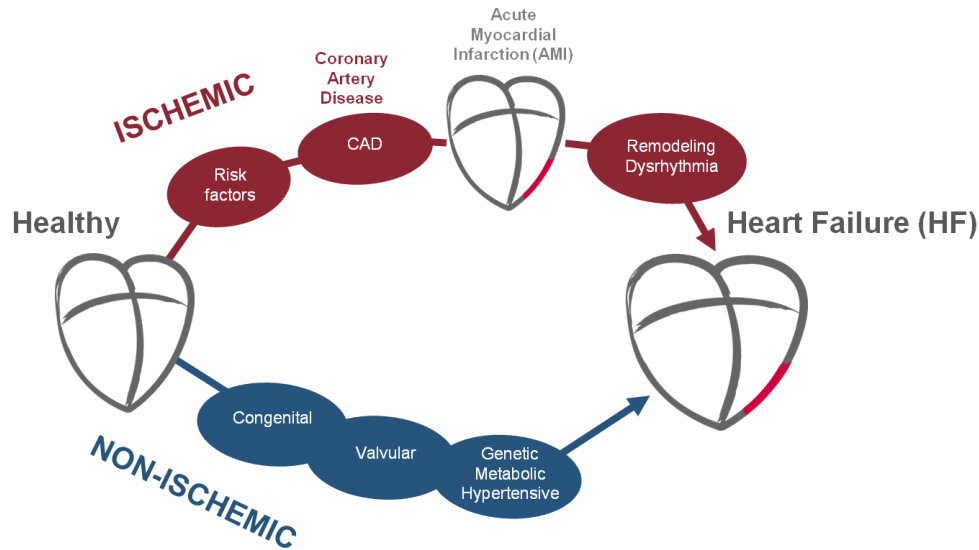 Acute
Myocardial
Infarction (AMI)
Coronary
Artery
Disease
ISCHEMIC
CAD
Remodeling
Dysrhythmia
Risk
factors
Healthy
Heart Failure (HF)
Congenital
Valvular
Genetic
Metabolic
Hypertensive
NON-ISCHEMIC